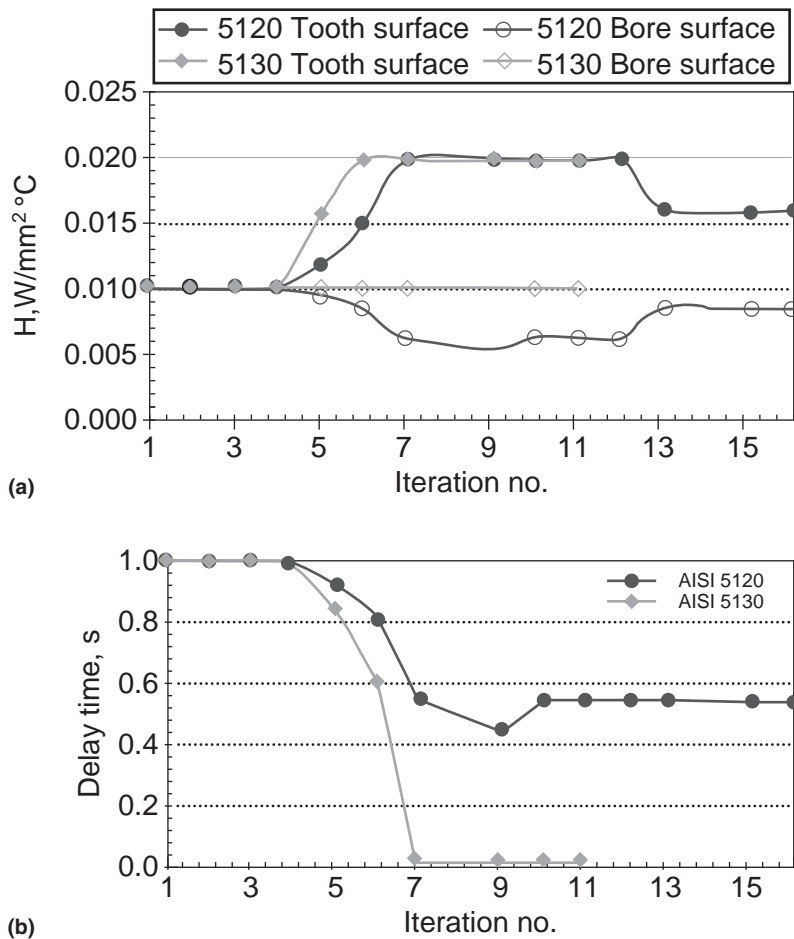 5120 Tooth surface 5120 Bore surface
5130 Tooth surface 5130 Bore surface
0.025
0.020
0.015
0.010
0.005
0.000
H,W/mm² °C
1 3 5 7 9 11 13 15
Iteration no.
(a)
1.0
0.8
0.6
0.4
0.2
0.0
Delay time, s
AISI 5120
AISI 5130
1 3 5 7 9 11 13 15
Iteration no.
(b)